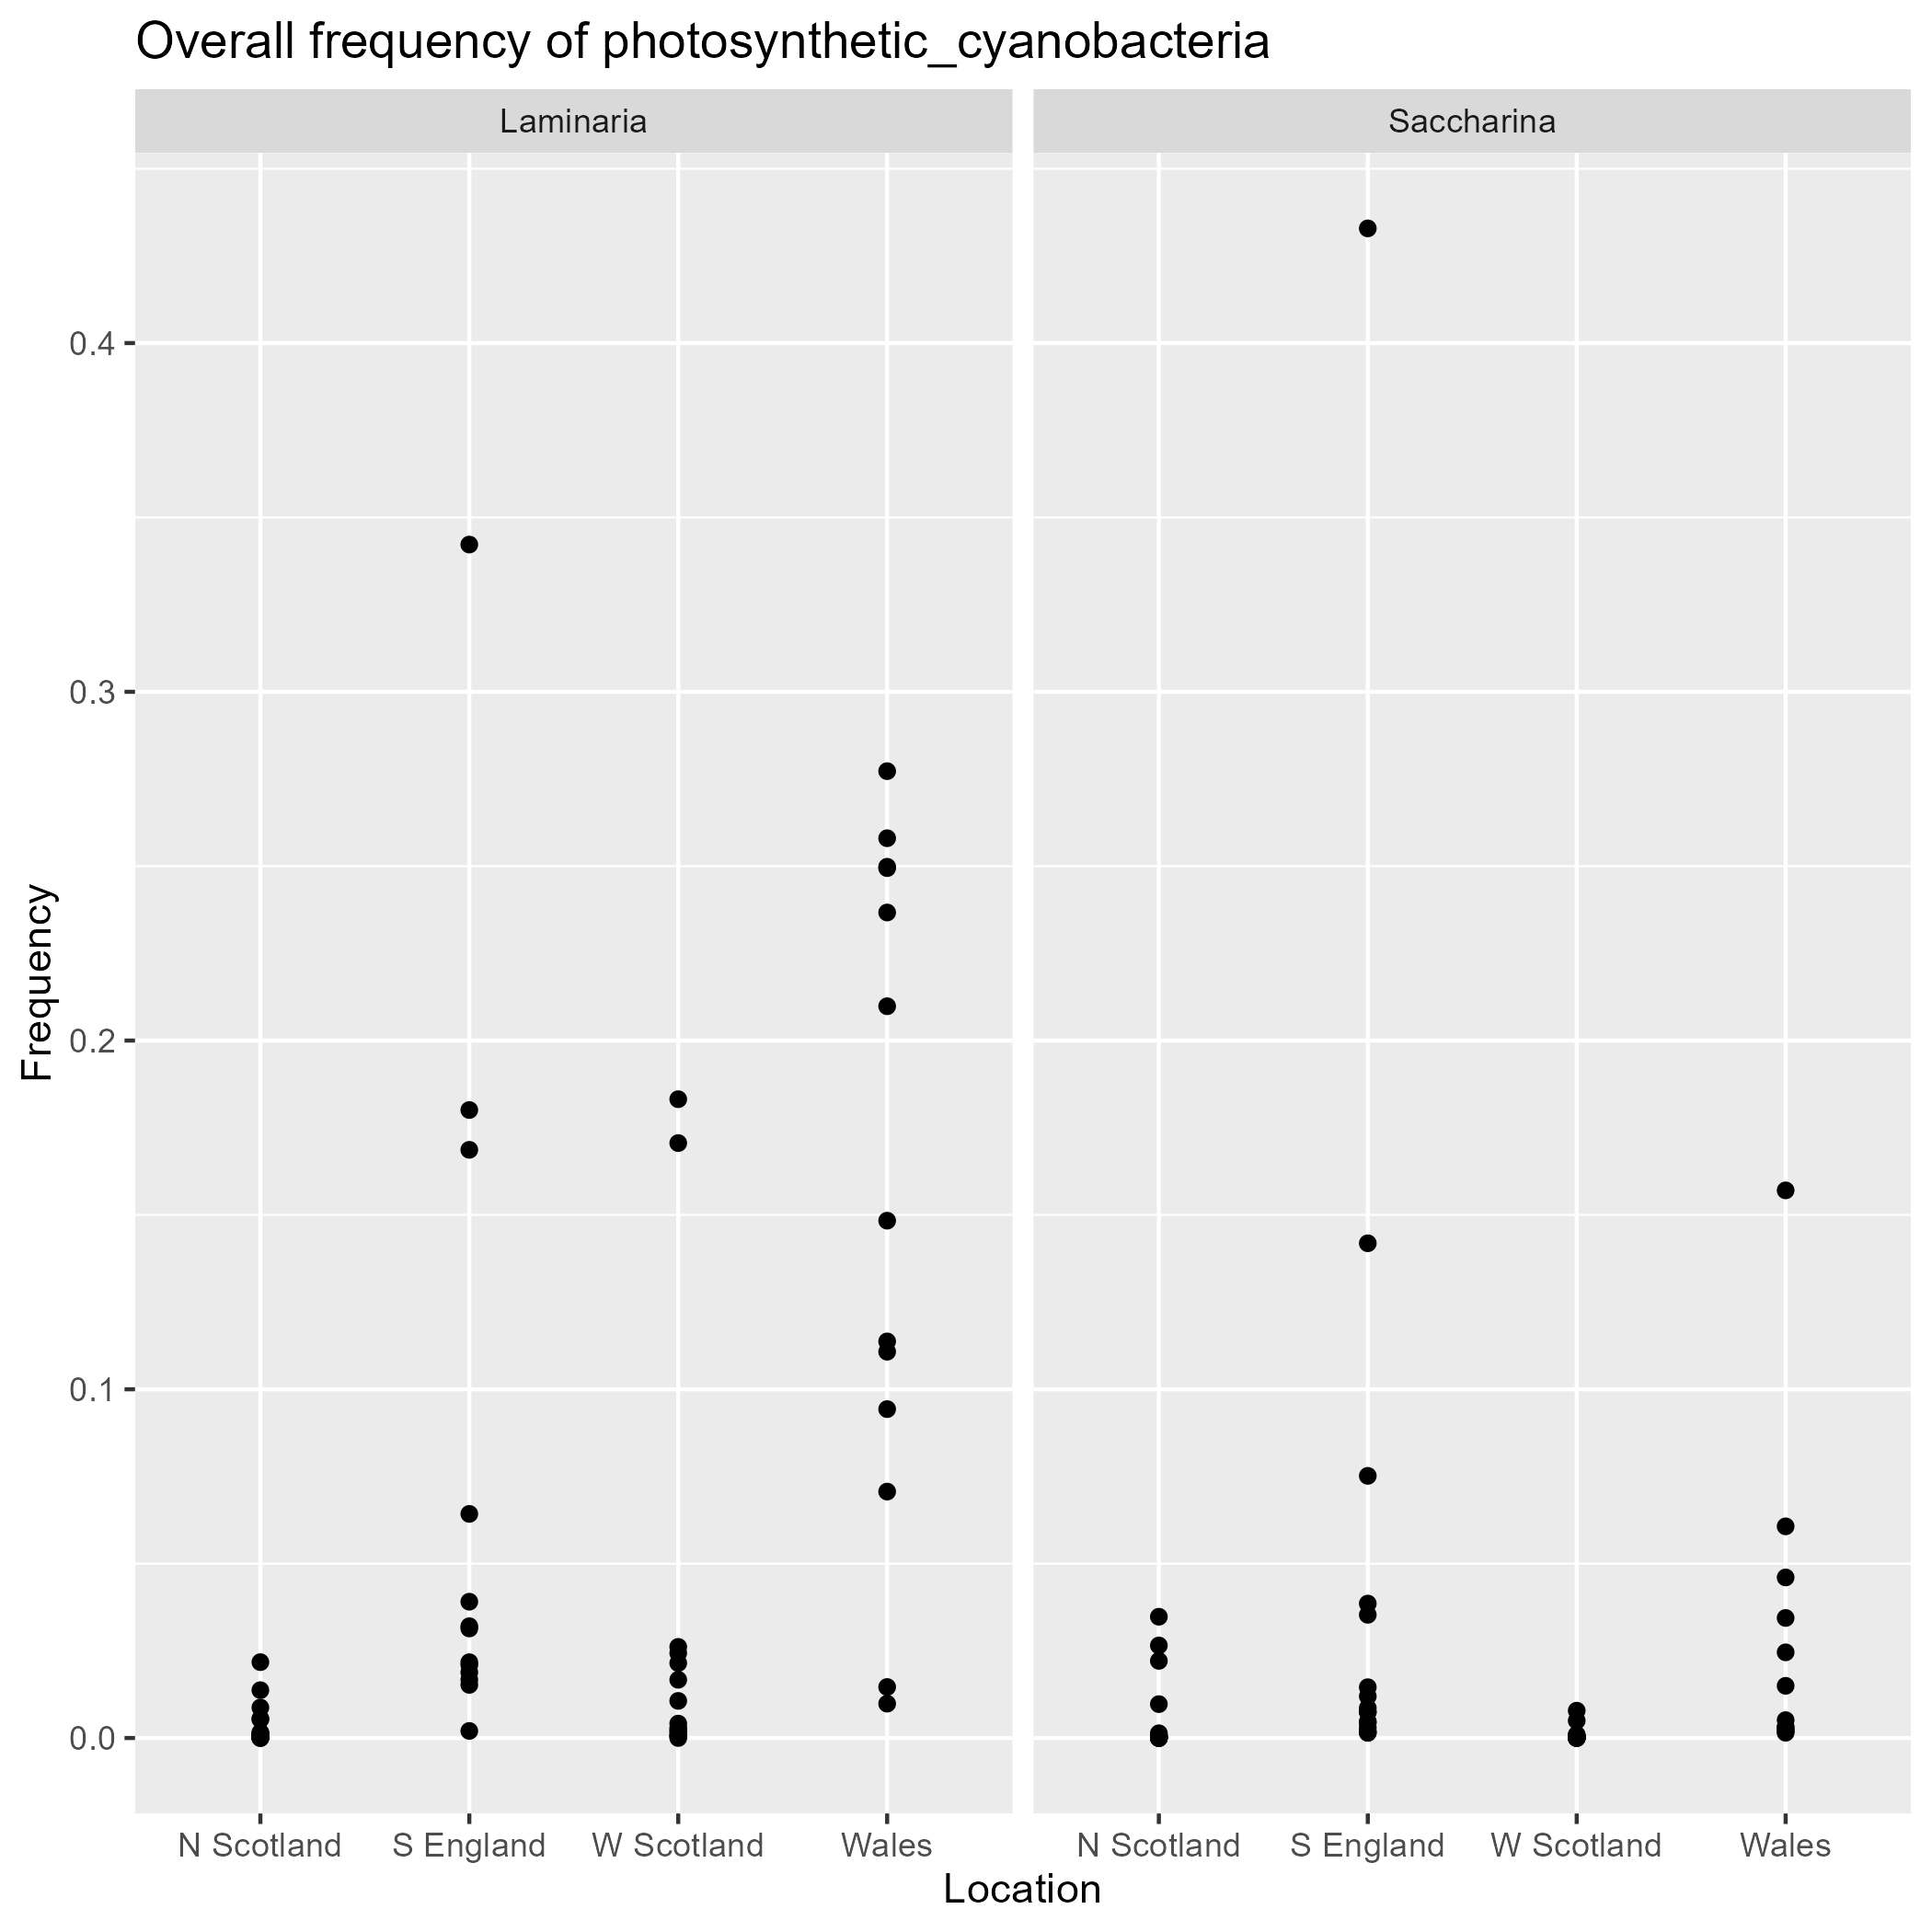 Overall frequency of photosynthetic_cyanobacteria
Laminaria
Saccharina
Frequency
0.4
0.3
0.2
0.1
0.0
N Scotland S England W Scotland Wales
N Scotland S England W Scotland Wales
Location